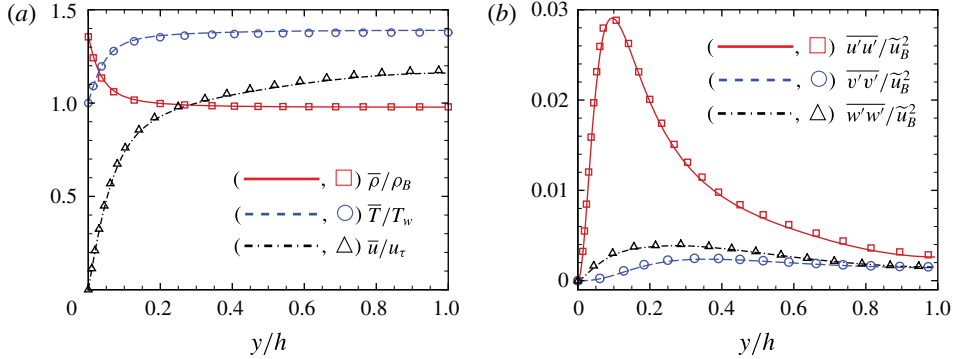 (a)
1.5
1.0
0.5
0
0.2
0.4
0.6
0.8
1.0
y/h
( , ) ρ̅/ρ_B
( , ) T̅/T_w
( , ) u̅/u_τ
(b)
0.03
0.02
0.01
0
0
0.2
0.4
0.6
0.8
1.0
y/h
( , ) \overline{u′u′}/ũ_B^2
( , ) \overline{v′v′}/ũ_B^2
( , ) \overline{w′w′}/ũ_B^2